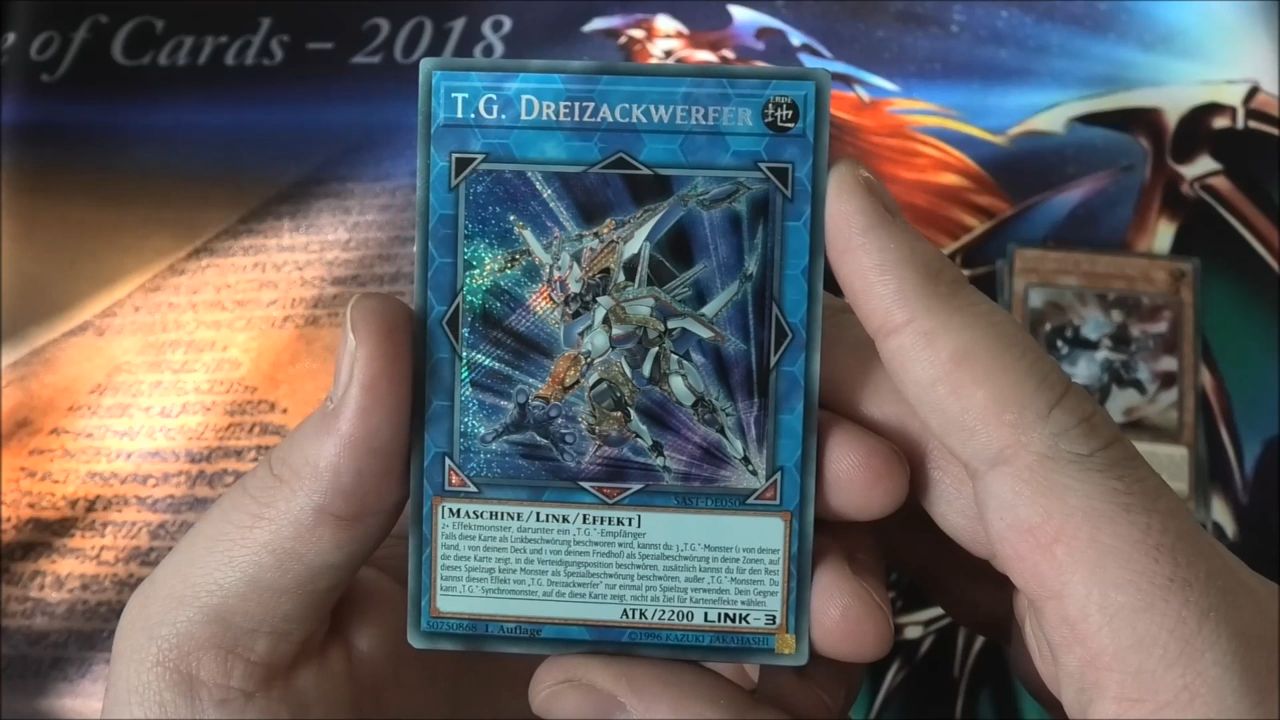 e of Cards – 2018
T.G. Dreizackwerfer
ERDE
地
SAST-DE050
[Maschine/Link/Effekt]
2+ Effektmonster, darunter ein „T.G."-Empfänger
Falls diese Karte als Linkbeschwörung beschworen wird, kannst du: 3 „T.G."-Monster (1 von deiner
Hand, 1 von deinem Deck und 1 von deinem Friedhof) als Spezialbeschwörung in deine Zonen, auf
die diese Karte zeigt, in die Verteidigungsposition beschwören, zusätzlich kannst du für den Rest
dieses Spielzugs keine Monster als Spezialbeschwörung beschwören, außer „T.G."-Monstern. Du
kannst diesen Effekt von „T.G. Dreizackwerfer" nur einmal pro Spielzug verwenden. Dein Gegner
kann „T.G."-Synchromonster, auf die diese Karte zeigt, nicht als Ziel für Karteneffekte wählen.
ATK/2200 LINK-3
50750868 1. Auflage
©1996 KAZUKI TAKAHASHI